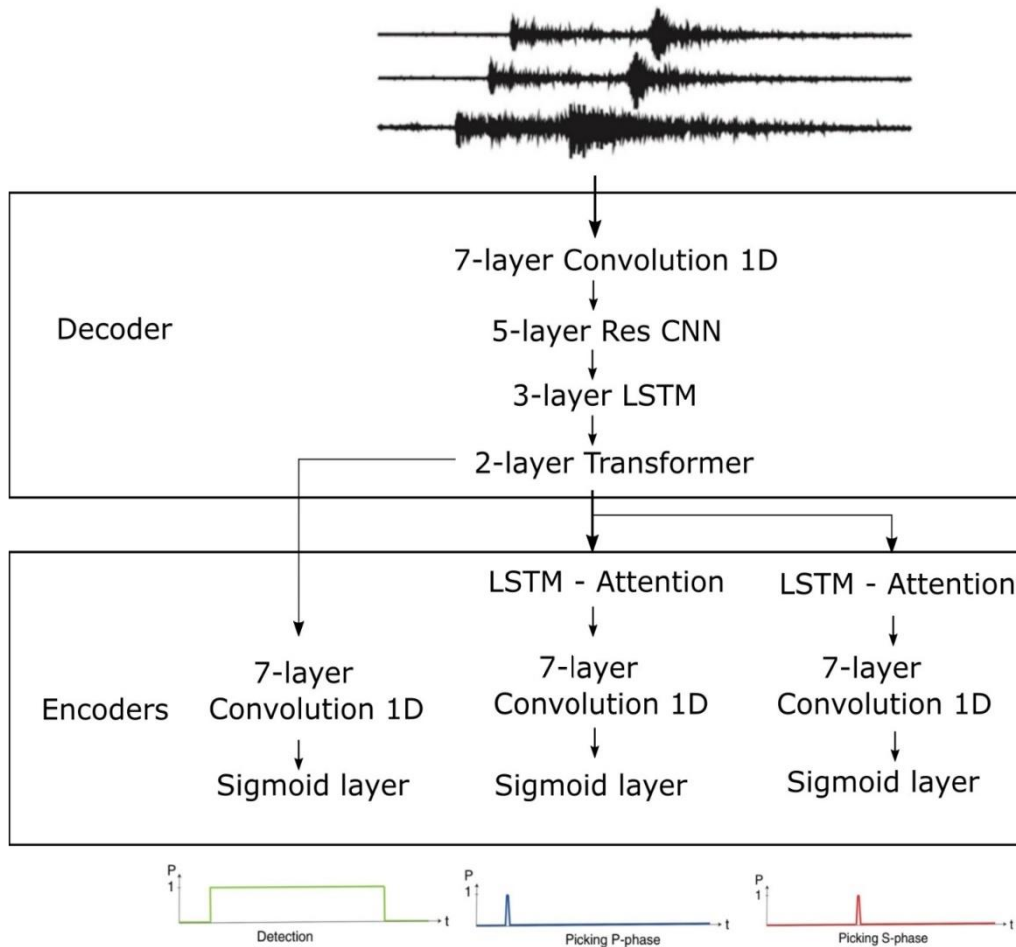 Decoder
7-layer Convolution 1D
5-layer Res CNN
3-layer LSTM
2-layer Transformer
Encoders
LSTM - Attention
LSTM - Attention
7-layer
Convolution 1D
7-layer
Convolution 1D
7-layer
Convolution 1D
Sigmoid layer
Sigmoid layer
Sigmoid layer
P
1
t
Detection
P
1
t
Picking P-phase
P
1
t
Picking S-phase